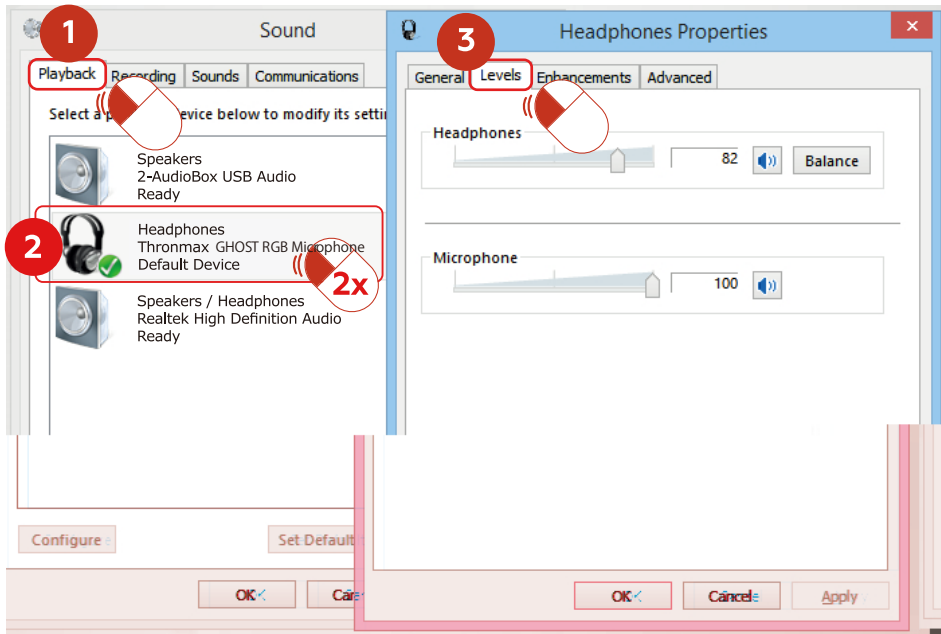 1
Sound
Playback Recording Sounds Communications
Select a evice below to modify its setti
Speakers
2-AudioBox USB Audio
Ready
2
Headphones
Thronmax GHOST RGB Microphone
Default Device
2x
Speakers / Headphones
Realtek High Definition Audio
Ready
Configure
Set Default
OK
3
Headphones Properties
General Levels Enhancements Advanced
Headphones
82
Balance
Microphone
100
OK
Cancel
Apply